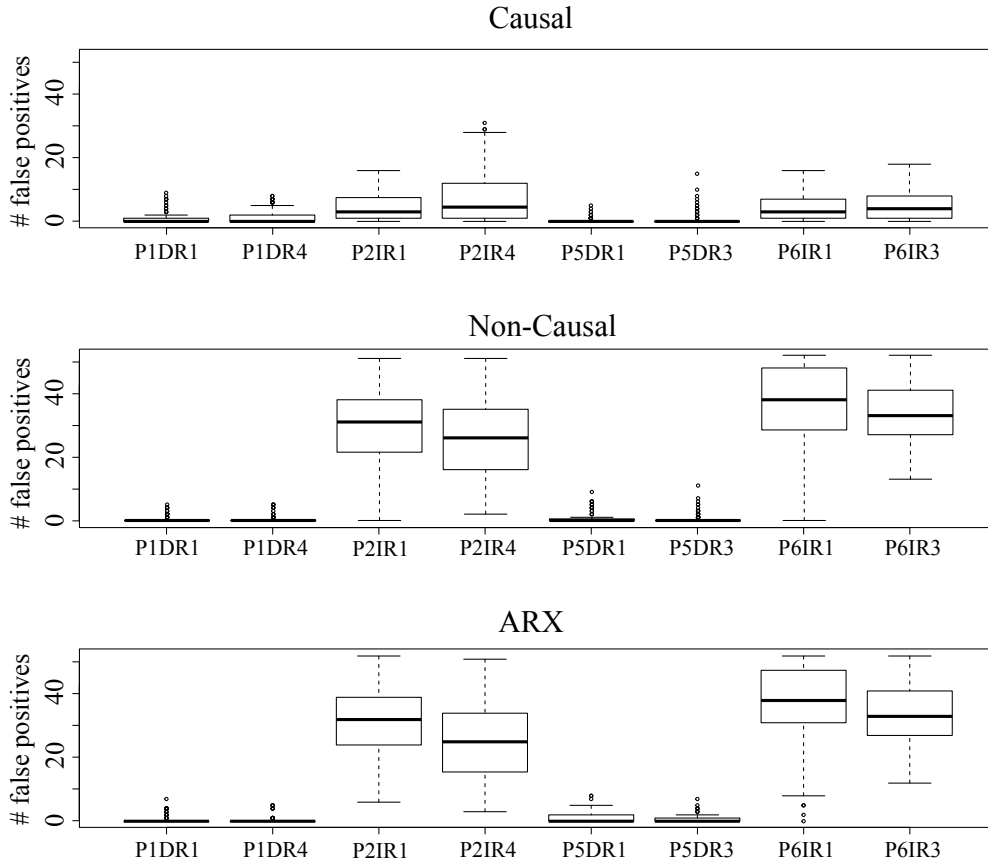 Causal
# false positives
40
20
0
P1DR1 P1DR4 P2IR1 P2IR4 P5DR1 P5DR3 P6IR1 P6IR3
Non-Causal
# false positives
40
20
0
P1DR1 P1DR4 P2IR1 P2IR4 P5DR1 P5DR3 P6IR1 P6IR3
ARX
# false positives
40
20
0
P1DR1 P1DR4 P2IR1 P2IR4 P5DR1 P5DR3 P6IR1 P6IR3